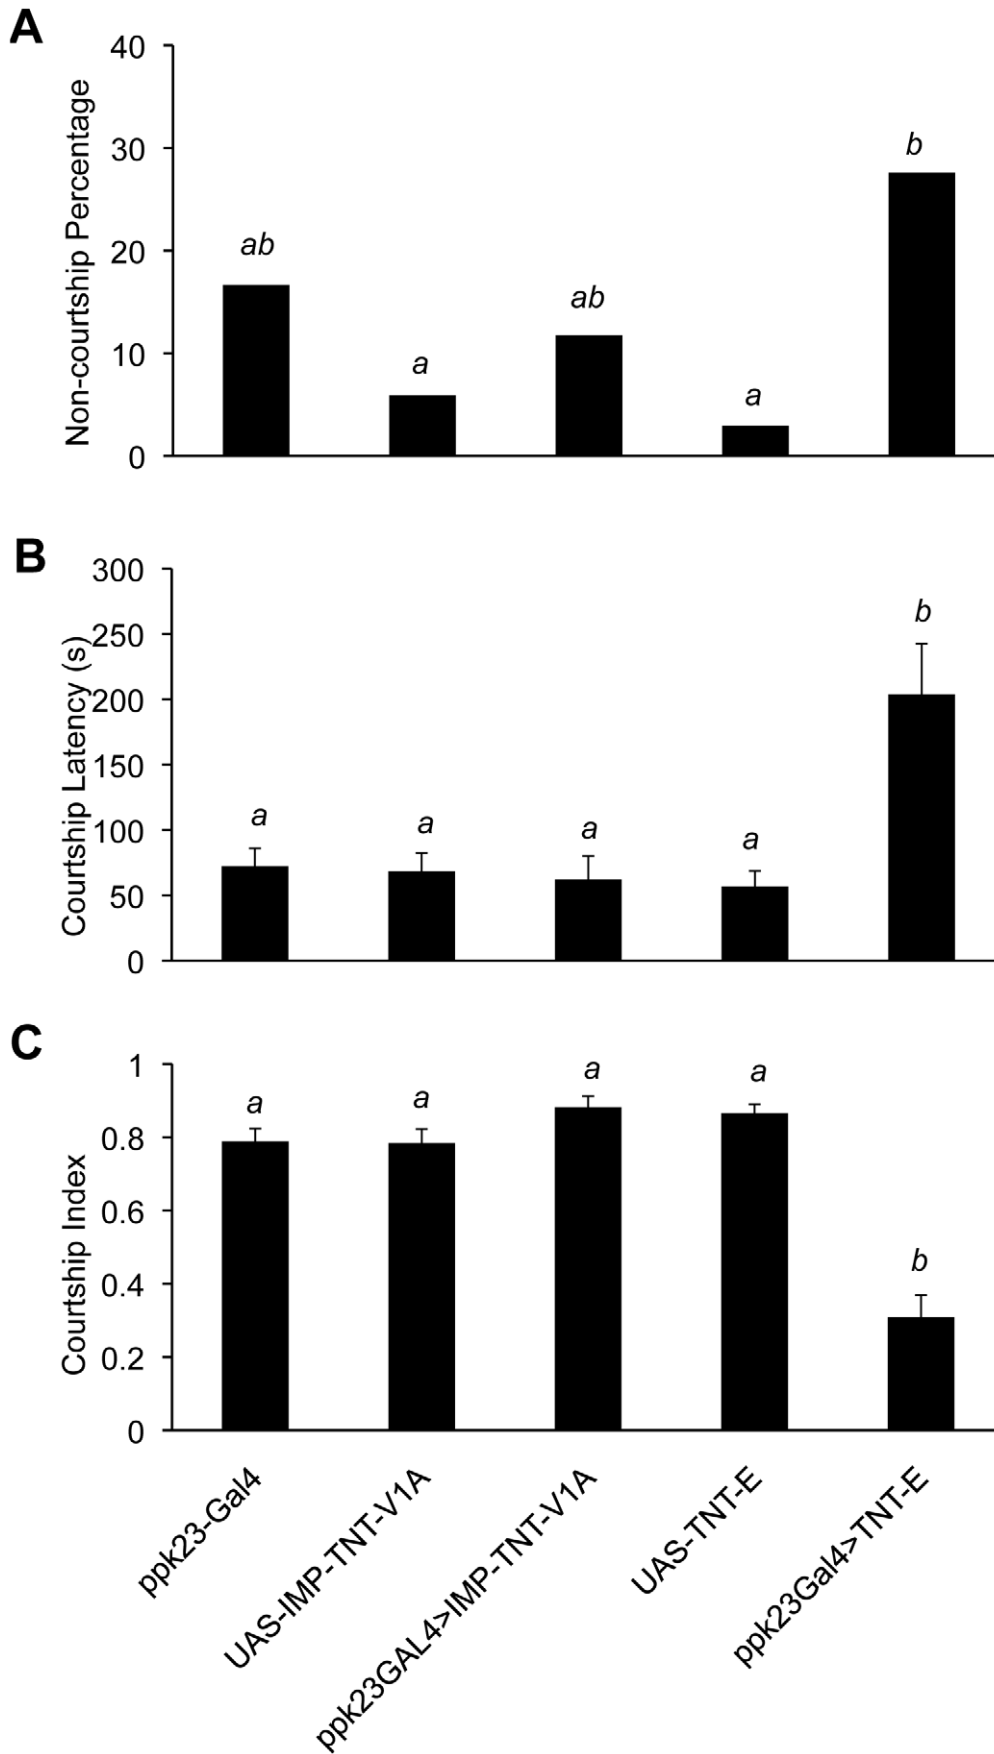 A
Non-courtship Percentage
40
30
20
10
0
ab
a
ab
a
b
B
Courtship Latency (s)
300
250
200
150
100
50
0
a
a
a
a
b
C
Courtship Index
1
0.8
0.6
0.4
0.2
0
a
a
a
a
b
ppk23-Gal4
UAS-IMP-TNT-V1A
ppk23GAL4>IMP-TNT-V1A
UAS-TNT-E
ppk23Gal4>TNT-E